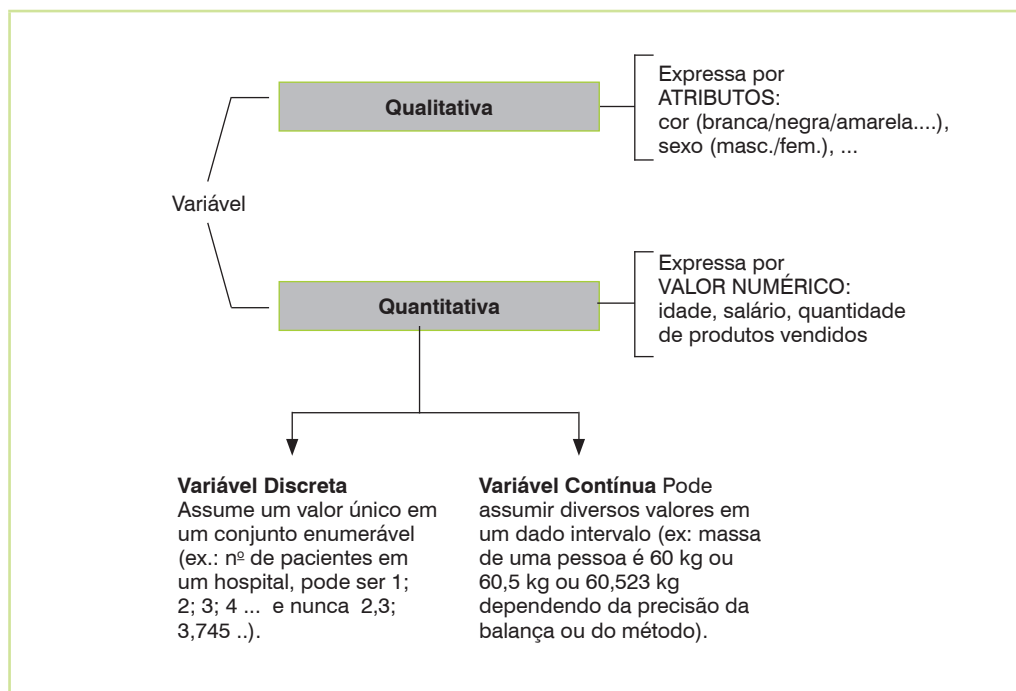 Qualitativa
Expressa por
ATRIBUTOS:
cor (branca/negra/amarela....),
sexo (masc./fem.), ...
Variável
Quantitativa
Expressa por
VALOR NUMÉRICO:
idade, salário, quantidade
de produtos vendidos
Variável Discreta
Assume um valor único em
um conjunto enumerável
(ex.: nº de pacientes em
um hospital, pode ser 1;
2; 3; 4 ... e nunca 2,3;
3,745 ..).
Variável Contínua Pode
assumir diversos valores em
um dado intervalo (ex: massa
de uma pessoa é 60 kg ou
60,5 kg ou 60,523 kg
dependendo da precisão da
balança ou do método).